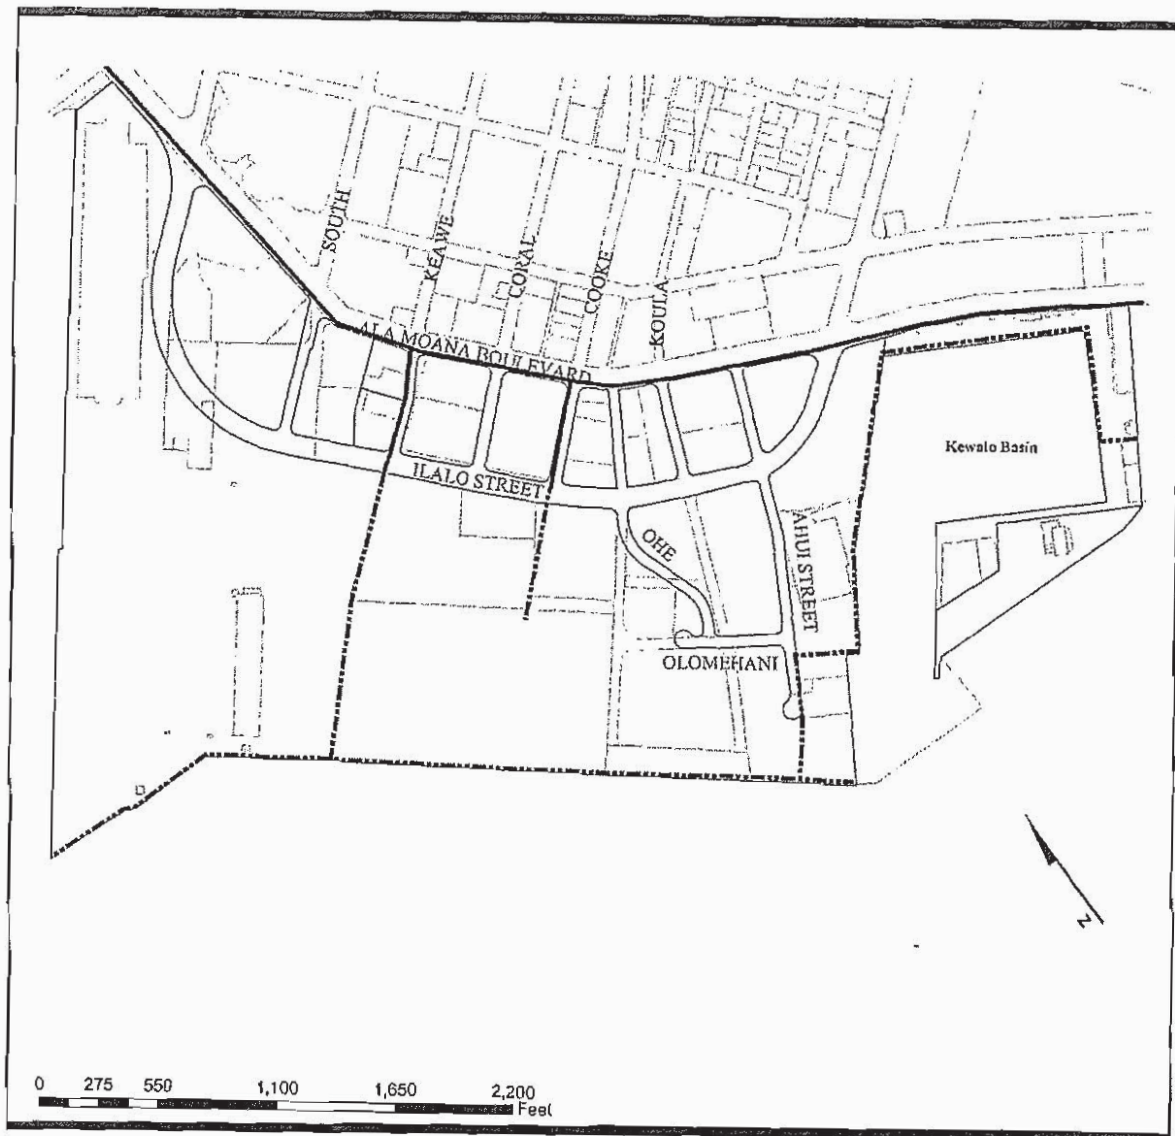 SOUTH
KEAWE
CORAL
COOKE
KOULA
ALA MOANA BOULEVARD
Kewalo Basin
ILALO STREET
OHE
AHUI STREET
OLOMEHANI
N
0 275 550 1,100 1,650 2,200
Feet